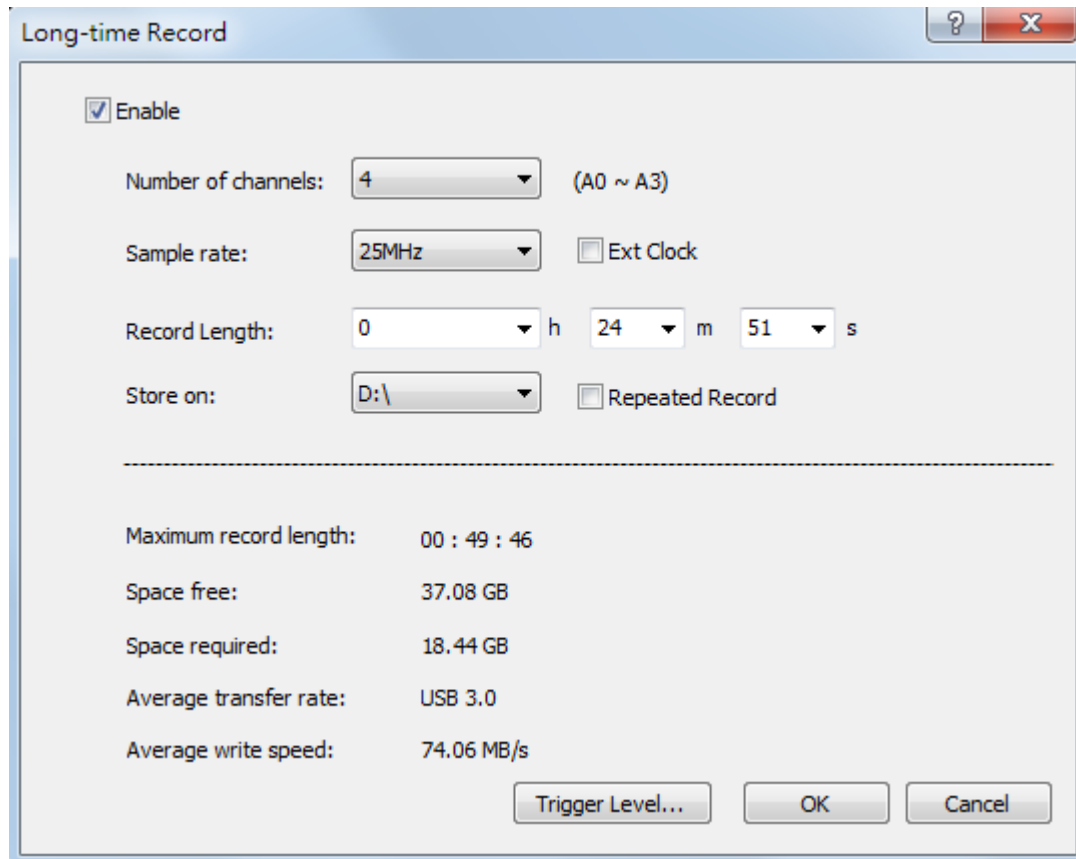 Long-time Record
Enable
Number of channels: 4 (A0 ~ A3)
Sample rate: 25MHz Ext Clock
Record Length: 0 h 24 m 51 s
Store on: D:\ Repeated Record
Maximum record length: 00 : 49 : 46
Space free: 37.08 GB
Space required: 18.44 GB
Average transfer rate: USB 3.0
Average write speed: 74.06 MB/s
Trigger Level... OK Cancel